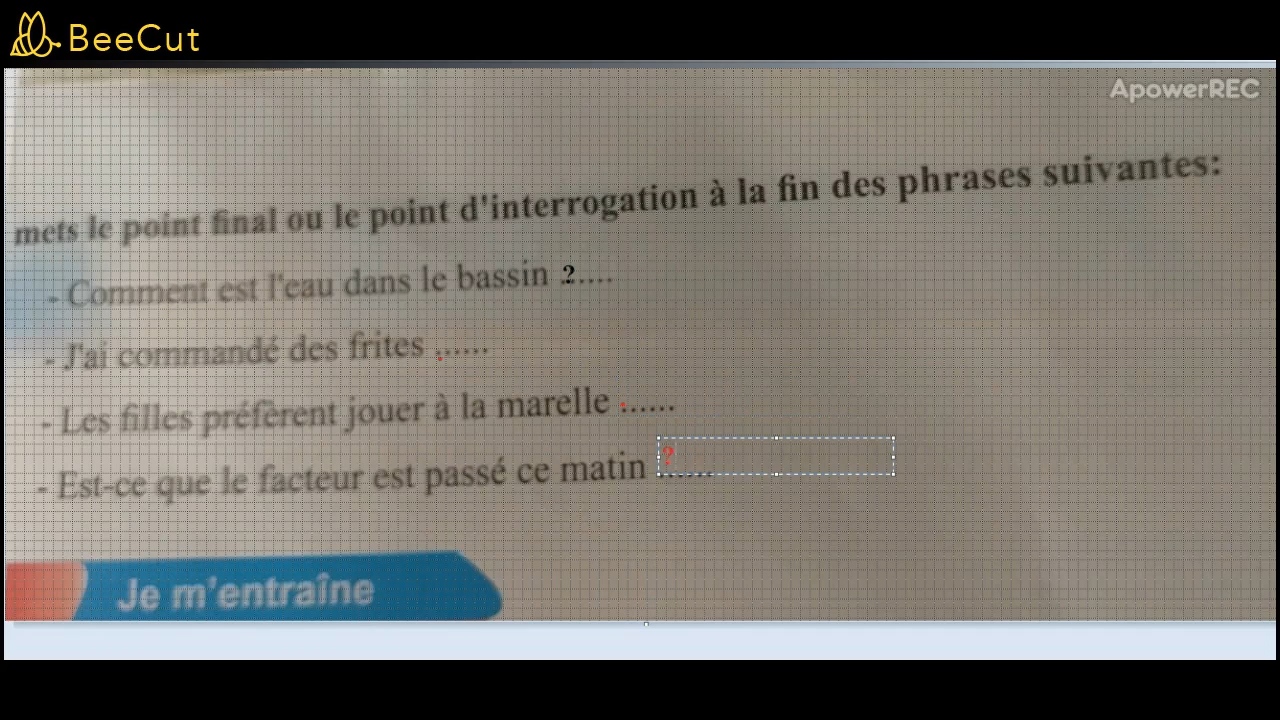 BeeCut
ApowerREC
mets le point final ou le point d'interrogation à la fin des phrases suivantes:
- Comment est l'eau dans le bassin ?.....
- J'ai commandé des frites ......
- Les filles préfèrent jouer à la marelle .......
- Est-ce que le facteur est passé ce matin ?......
Je m'entraîne